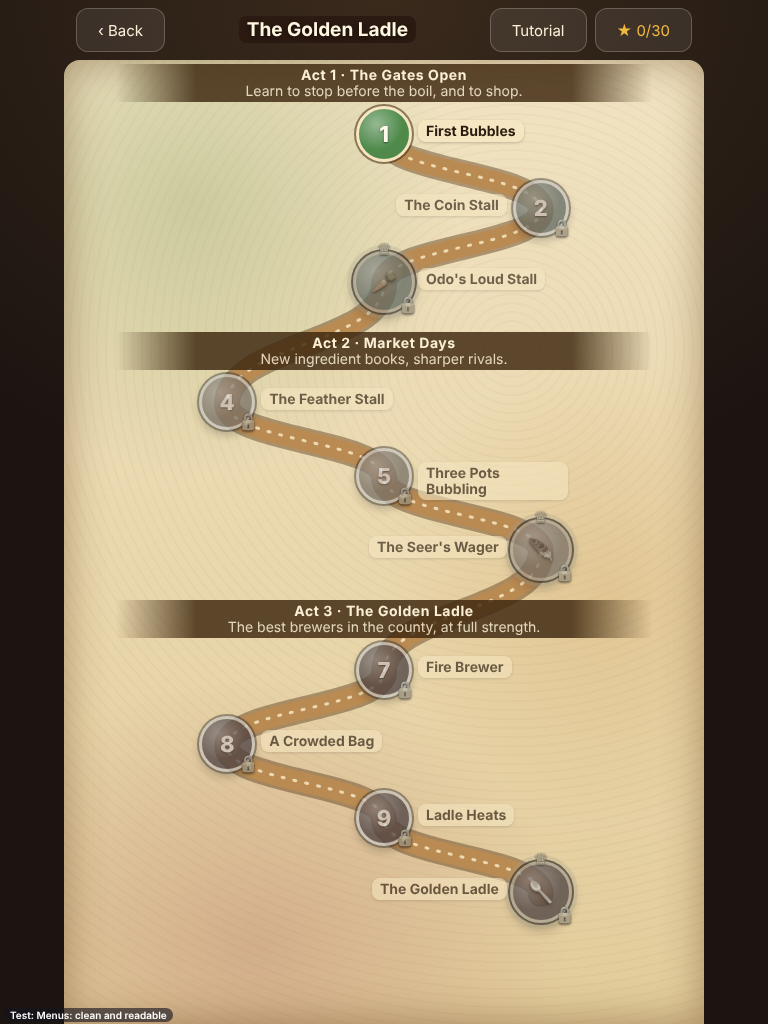 ‹ Back
The Golden Ladle
Tutorial
★ 0/30
Act 1 · The Gates Open
Learn to stop before the boil, and to shop.
1
First Bubbles
The Coin Stall
2
Odo's Loud Stall
Act 2 · Market Days
New ingredient books, sharper rivals.
4
The Feather Stall
5
Three Pots
Bubbling
The Seer's Wager
Act 3 · The Golden Ladle
The best brewers in the county, at full strength.
7
Fire Brewer
8
A Crowded Bag
9
Ladle Heats
The Golden Ladle
Test: Menus: clean and readable